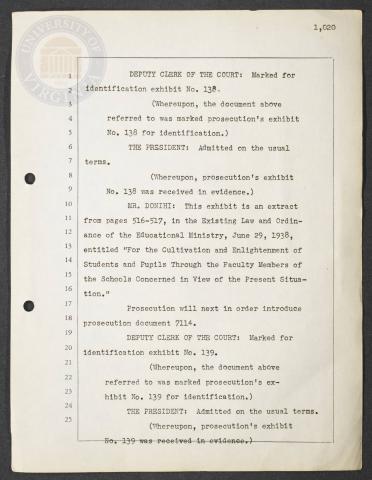 1,020
UNIVERSITY OF VIRGINIA
1 DEPUTY CLERK OF THE COURT: Marked for
2 identification exhibit No. 138.
3 (Whereupon, the document above
4 referred to was marked prosecution's exhibit
5 No. 138 for identification.)
6 THE PRESIDENT: Admitted on the usual
7 terms.
8 (Whereupon, prosecution's exhibit
9 No. 138 was received in evidence.)
10 MR. DONIHI: This exhibit is an extract
11 from pages 516-517, in the Existing Law and Ordin-
12 ance of the Educational Ministry, June 29, 1938,
13 entitled "For the Cultivation and Enlightenment of
14 Students and Pupils Through the Faculty Members of
15 the Schools Concerned in View of the Present Situa-
16 tion."
17 Prosecution will next in order introduce
18 prosecution document 7114.
19 DEPUTY CLERK OF THE COURT: Marked for
20 identification exhibit No. 139.
21 (Whereupon, the document above
22 referred to was marked prosecution's ex-
23 hibit No. 139 for identification.)
24 THE PRESIDENT: Admitted on the usual terms.
25 (Whereupon, prosecution's exhibit
No. 139 was received in evidence.)